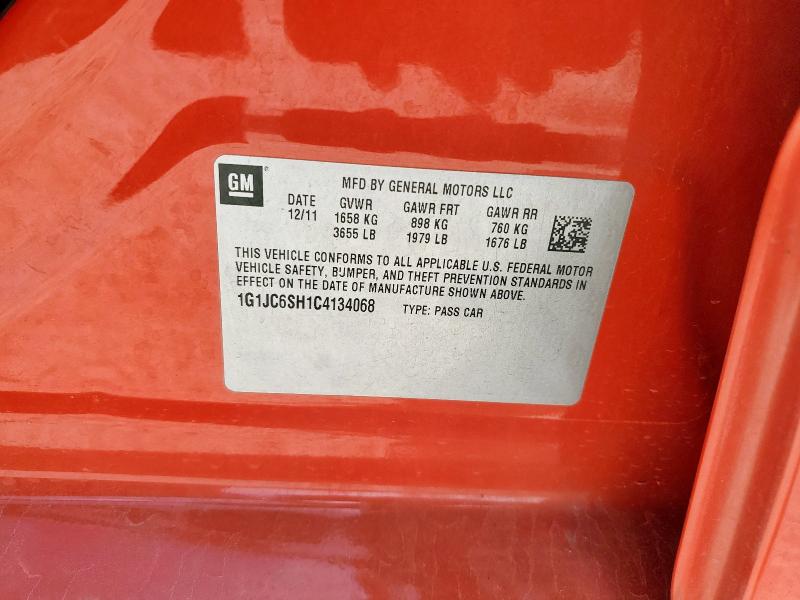 GM ®
MFD BY GENERAL MOTORS LLC
DATE GVWR GAWR FRT GAWR RR
12/11 1658 KG 898 KG 760 KG
3655 LB 1979 LB 1676 LB
THIS VEHICLE CONFORMS TO ALL APPLICABLE U.S. FEDERAL MOTOR
VEHICLE SAFETY, BUMPER, AND THEFT PREVENTION STANDARDS IN
EFFECT ON THE DATE OF MANUFACTURE SHOWN ABOVE.
1G1JC6SH1C4134068 TYPE: PASS CAR